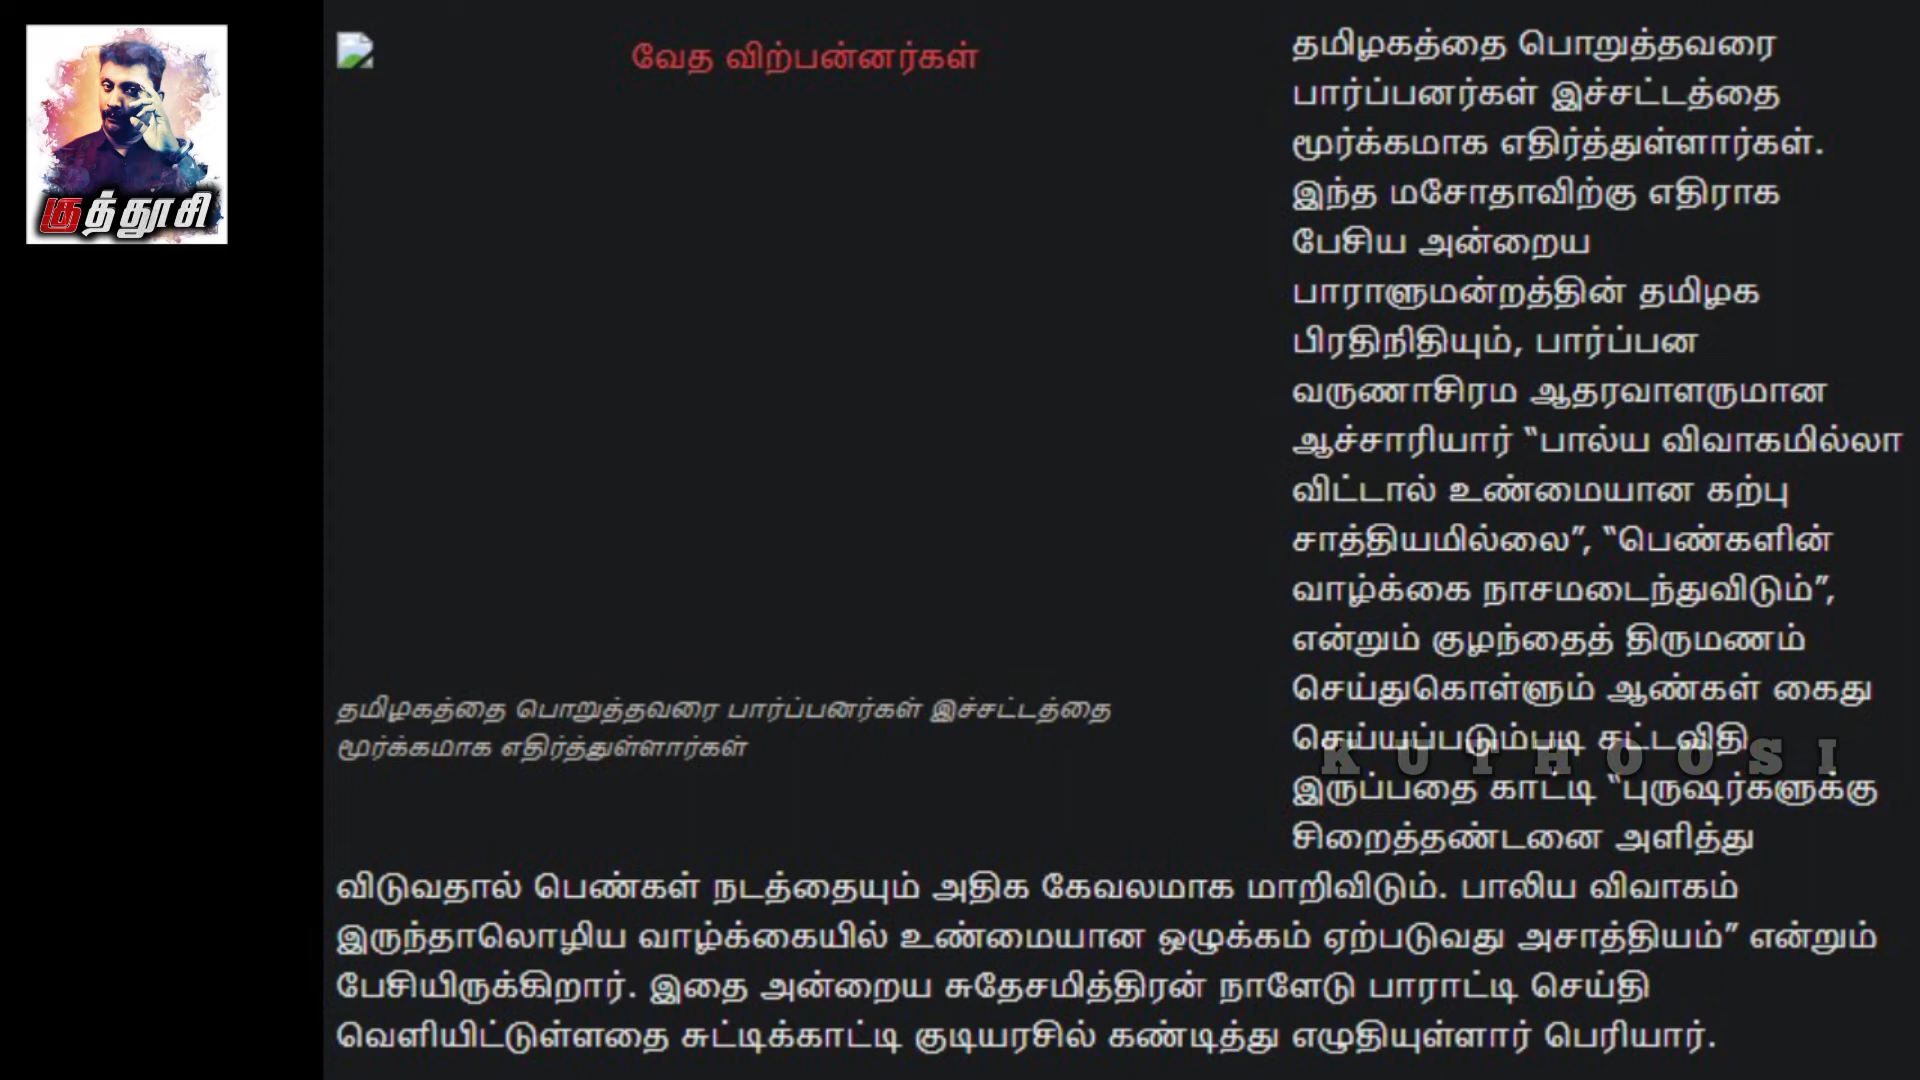 குத்தூசி
வேத விற்பன்னர்கள்
தமிழகத்தை பொறுத்தவரை பார்ப்பனர்கள் இச்சட்டத்தை
மூர்க்கமாக எதிர்த்துள்ளார்கள்
தமிழகத்தை பொறுத்தவரை
பார்ப்பனர்கள் இச்சட்டத்தை
மூர்க்கமாக எதிர்த்துள்ளார்கள்.
இந்த மசோதாவிற்கு எதிராக
பேசிய அன்றைய
பாராளுமன்றத்தின் தமிழக
பிரதிநிதியும், பார்ப்பன
வருணாசிரம ஆதரவாளருமான
ஆச்சாரியார் “பால்ய விவாகமில்லா
விட்டால் உண்மையான கற்பு
சாத்தியமில்லை”, “பெண்களின்
வாழ்க்கை நாசமடைந்துவிடும்”,
என்றும் குழந்தைத் திருமணம்
செய்துகொள்ளும் ஆண்கள் கைது
செய்யப்படும்படி சட்டவிதி
இருப்பதை காட்டி “புருஷர்களுக்கு
சிறைத்தண்டனை அளித்து
விடுவதால் பெண்கள் நடத்தையும் அதிக கேவலமாக மாறிவிடும். பாலிய விவாகம்
இருந்தாலொழிய வாழ்க்கையில் உண்மையான ஒழுக்கம் ஏற்படுவது அசாத்தியம்” என்றும்
பேசியிருக்கிறார். இதை அன்றைய சுதேசமித்திரன் நாளேடு பாராட்டி செய்தி
வெளியிட்டுள்ளதை சுட்டிக்காட்டி குடியரசில் கண்டித்து எழுதியுள்ளார் பெரியார்.
KUTHOOSI